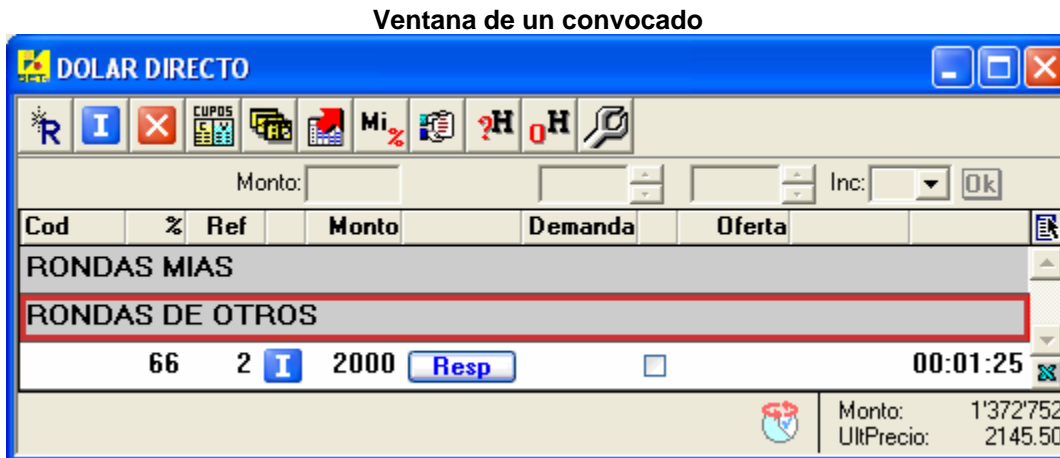 Ventana de un convocado
DOLAR DIRECTO
R I CUPOS Mi% ?H 0H
Monto: Inc: Ok
Cod % Ref Monto Demanda Oferta
RONDAS MIAS
RONDAS DE OTROS
66 2 I 2000 Resp 00:01:25
Monto: 1'372'752
UltPrecio: 2145.50